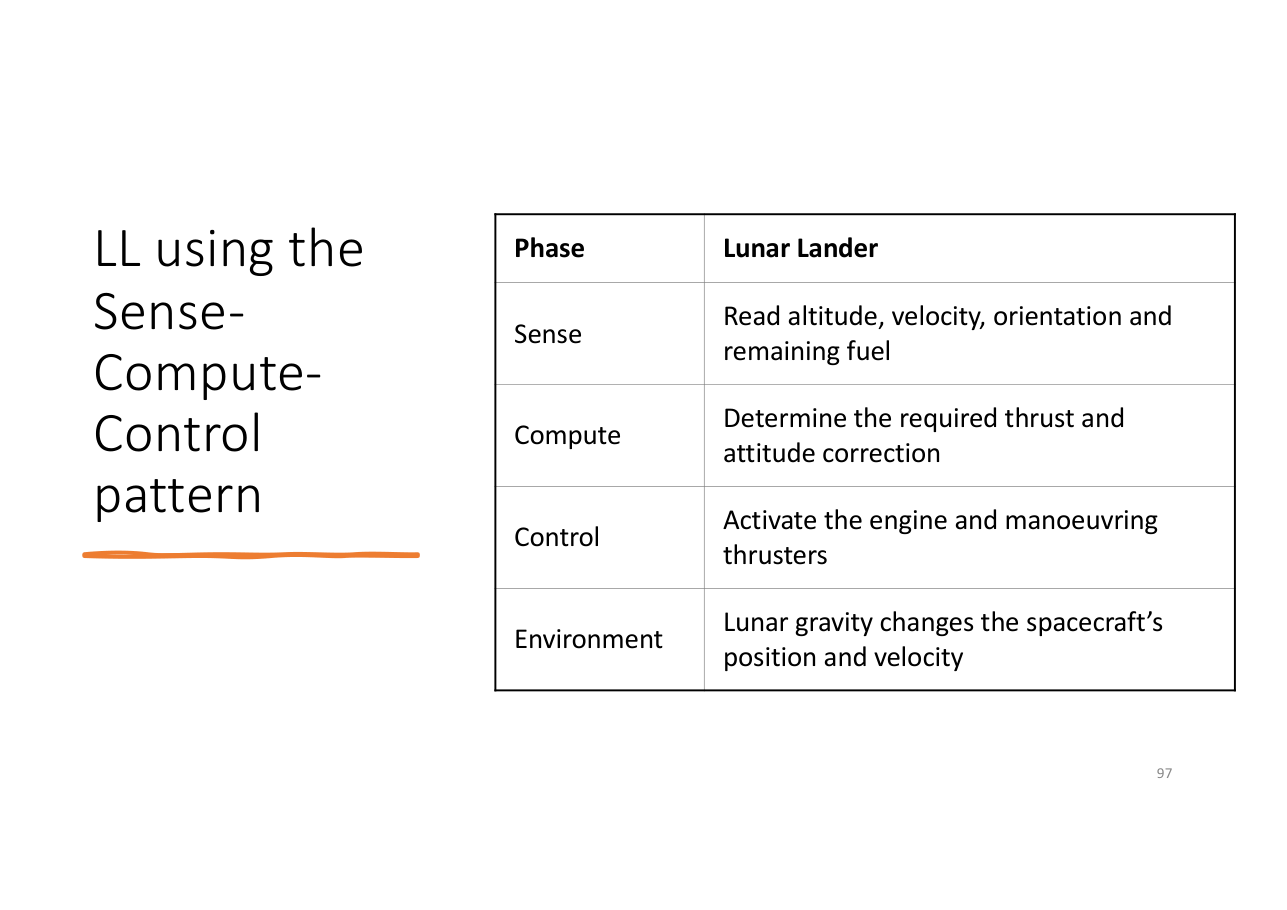 LL using the
Sense-
Compute-
Control
pattern
Phase
Lunar Lander
Sense
Read altitude, velocity, orientation and
remaining fuel
Compute
Determine the required thrust and
attitude correction
Control
Activate the engine and manoeuvring
thrusters
Environment
Lunar gravity changes the spacecraft’s
position and velocity
97